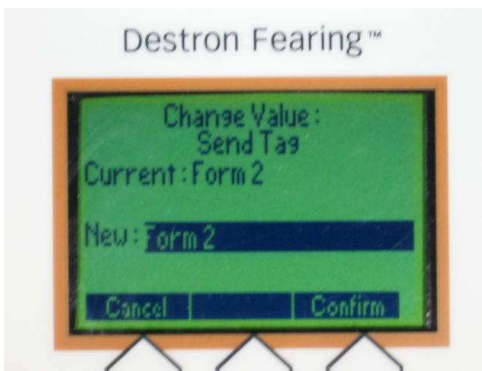 Destron Fearing™
Change Value:
Send Tag
Current:Form 2
New:Form 2
Cancel
Confirm